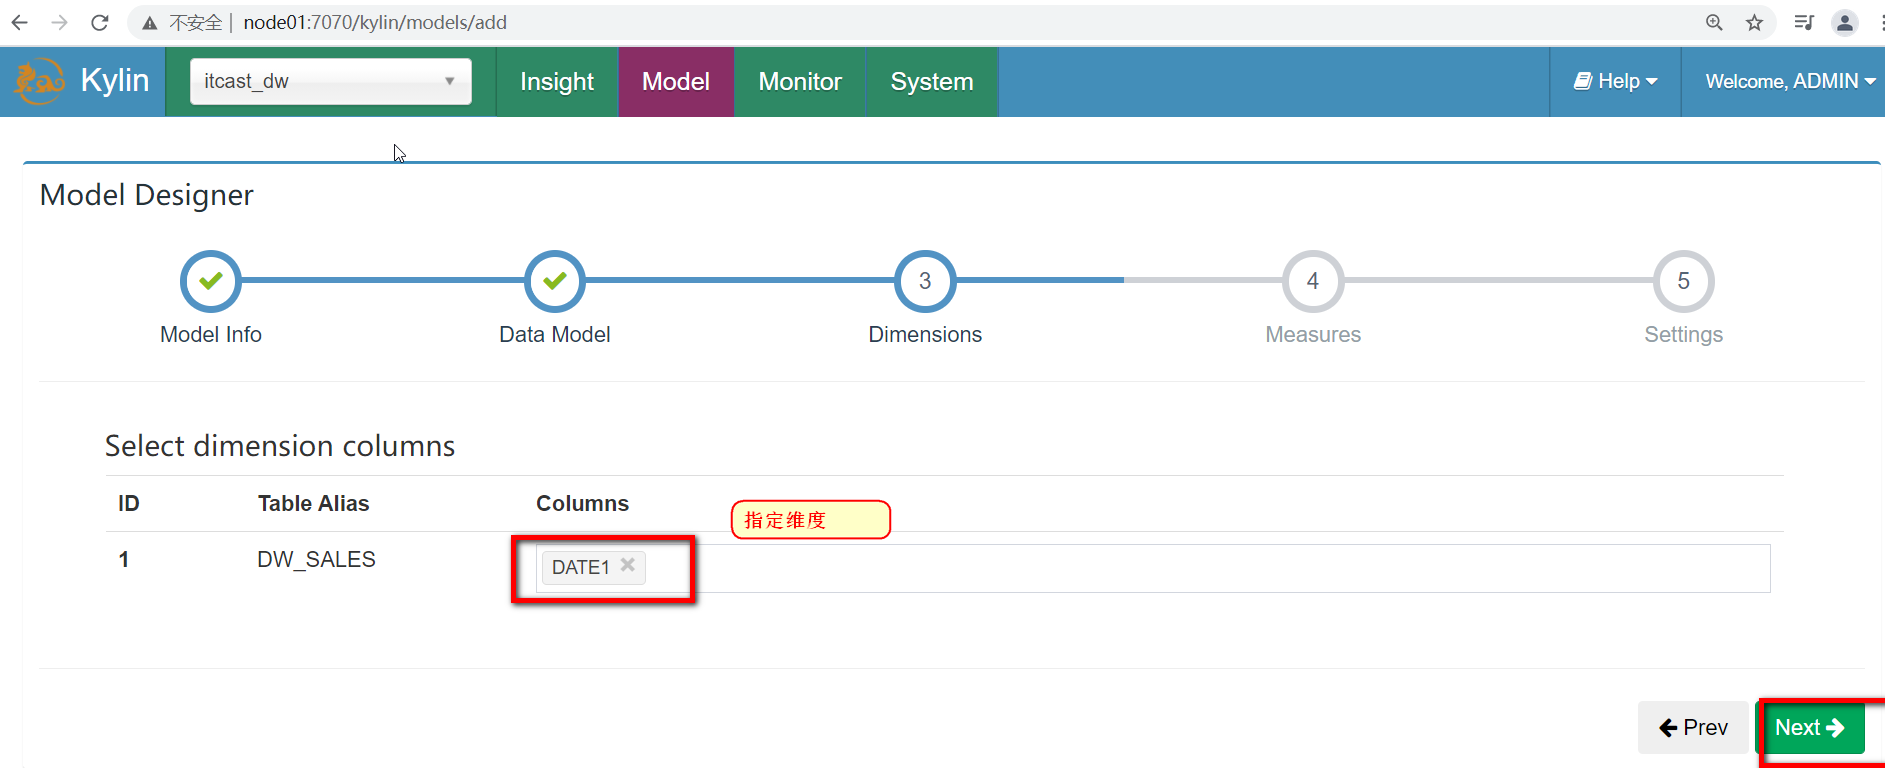 不安全 | node01:7070/kylin/models/add
Kylin itcast_dw Insight Model Monitor System Help Welcome, ADMIN
Model Designer
3 4 5
Model Info Data Model Dimensions Measures Settings
Select dimension columns
ID Table Alias Columns
指定维度
1 DW_SALES DATE1
Prev Next